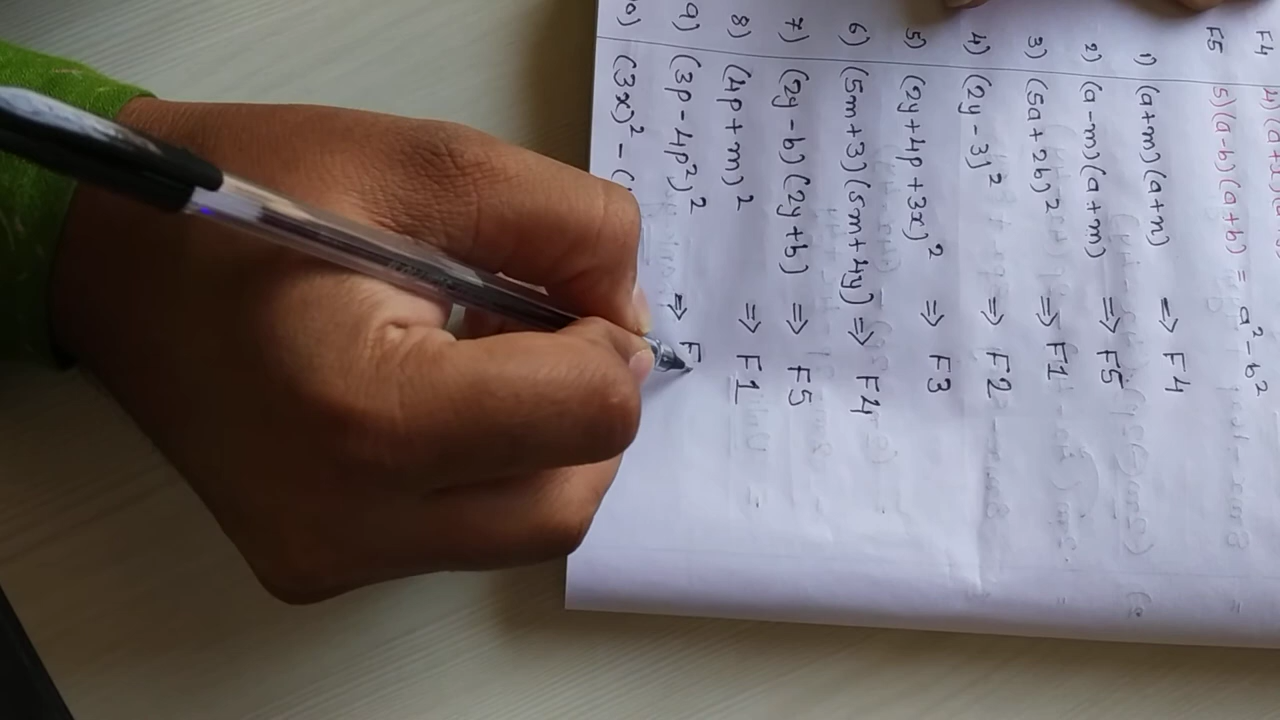 F4 4) (a+
F5 5) (a-b)(a+b) = a² - b²
1) (a+m)(a+n) ⇒ F4
2) (a-m)(a+m) ⇒ F5
3) (5a+2b)² ⇒ F1
4) (2y-3)² ⇒ F2
5) (2y+4p+3x)² ⇒ F3
6) (5m+3)(5m+4y) ⇒ F4
7) (2y-b)(2y+b) ⇒ F5
8) (4p+m)² ⇒ F1
9) (3p-4p²)² ⇒ F
10) (3x)² - (